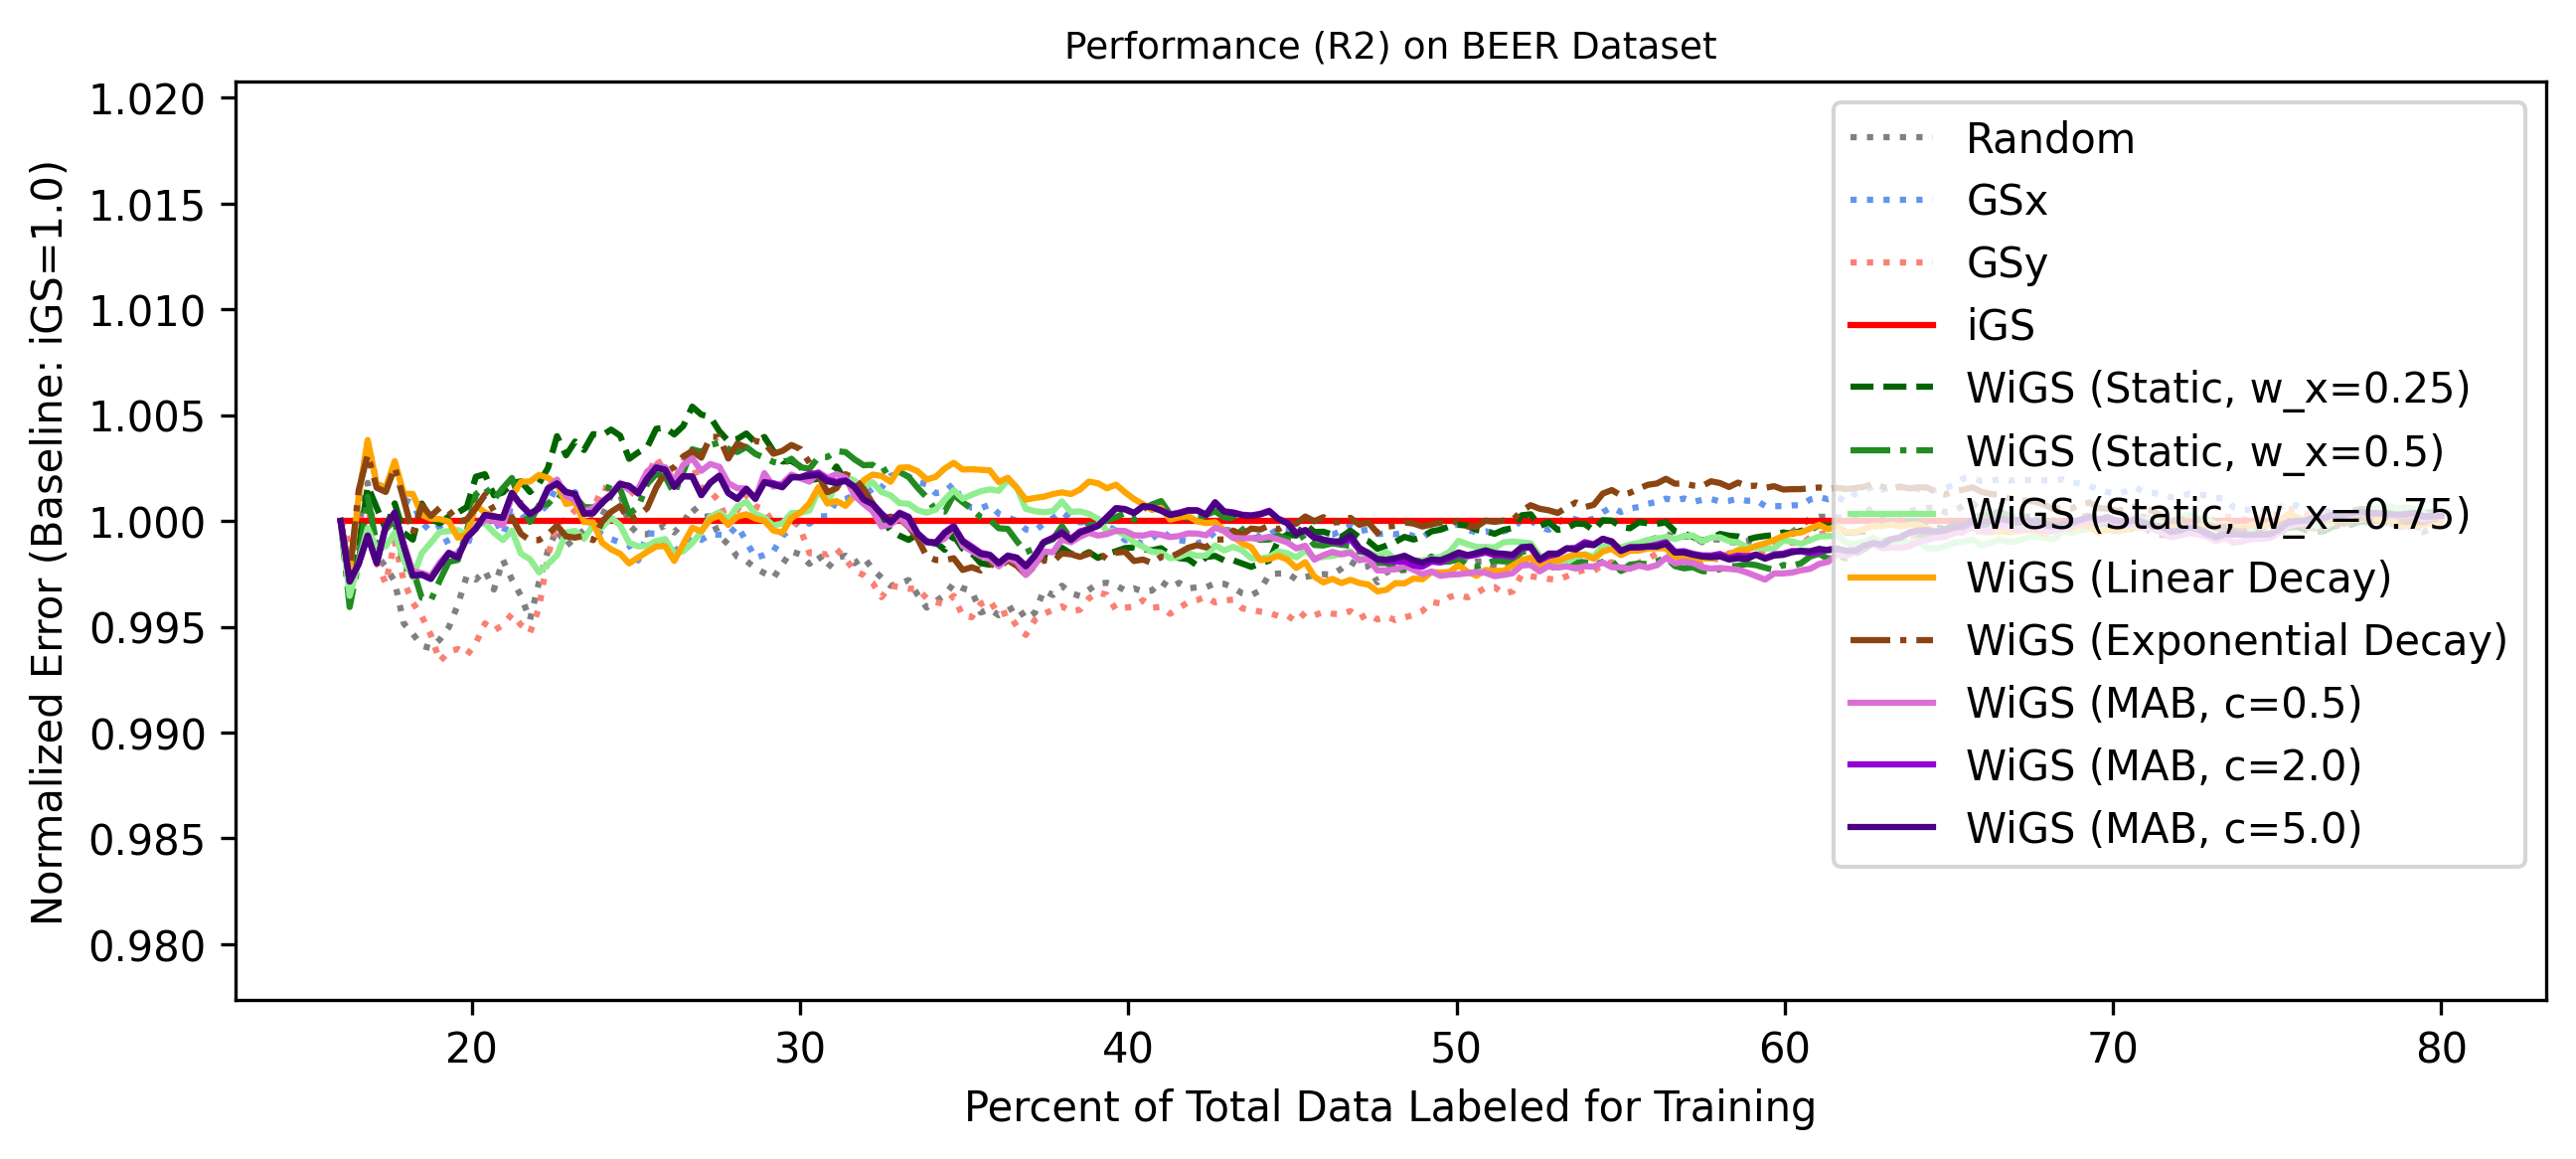 Performance (R2) on BEER Dataset
Normalized Error (Baseline: iGS=1.0)
1.020
1.015
1.010
1.005
1.000
0.995
0.990
0.985
0.980
Random
GSx
GSy
iGS
WiGS (Static, w_x=0.25)
WiGS (Static, w_x=0.5)
WiGS (Static, w_x=0.75)
WiGS (Linear Decay)
WiGS (Exponential Decay)
WiGS (MAB, c=0.5)
WiGS (MAB, c=2.0)
WiGS (MAB, c=5.0)
20 30 40 50 60 70 80
Percent of Total Data Labeled for Training